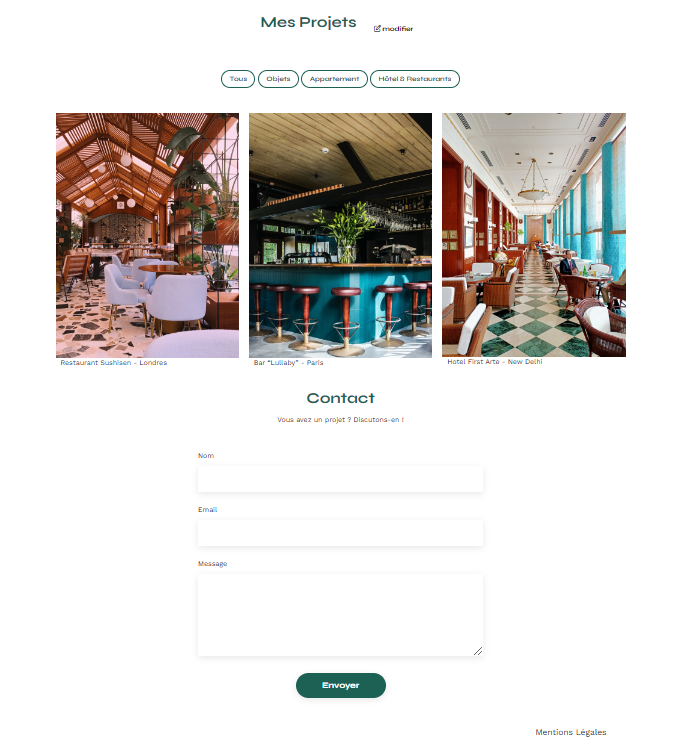 Mes Projets
modifier
Tous
Objets
Appartement
Hôtel & Restaurants
Restaurant Sushisen - Londres
Bar “Lullaby” - Paris
Hotel First Arte - New Delhi
Contact
Vous avez un projet ? Discutons-en !
Nom
Email
Message
Envoyer
Mentions Légales